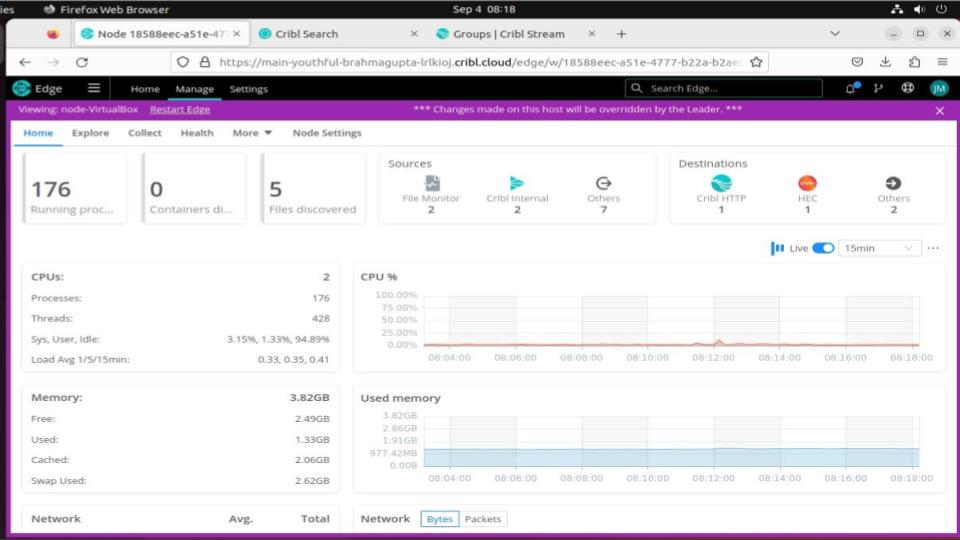 ies Firefox Web Browser Sep 4 08:18
Node 18588eec-a51e-477 × Cribl Search × Groups | Cribl Stream × +
https://main-youthful-brahmagupta-lrlkioj.cribl.cloud/edge/w/18588eec-a51e-4777-b22a-b2ae
Edge Home Manage Settings Search Edge... JM
Viewing: node-VirtualBox Restart Edge *** Changes made on this host will be overridden by the Leader. ***
Home Explore Collect Health More Node Settings
176
Running proc...
0
Containers di...
5
Files discovered
Sources
File Monitor
2
Cribl Internal
2
Others
7
Destinations
Cribl HTTP
1
HEC
1
Others
2
Live 15min ...
CPUs: 2
Processes: 176
Threads: 428
Sys, User, Idle: 3.15%, 1.33%, 94.89%
Load Avg 1/5/15min: 0.33, 0.35, 0.41
CPU %
100.00%
75.00%
50.00%
25.00%
0.00%
08:04:00 08:06:00 08:08:00 08:10:00 08:12:00 08:14:00 08:16:00 08:18:00
Memory: 3.82GB
Free: 2.49GB
Used: 1.33GB
Cached: 2.06GB
Swap Used: 2.62GB
Used memory
3.82GB
2.86GB
1.91GB
977.42MB
0.00B
08:04:00 08:06:00 08:08:00 08:10:00 08:12:00 08:14:00 08:16:00 08:18:00
Network Avg. Total
Network Bytes Packets